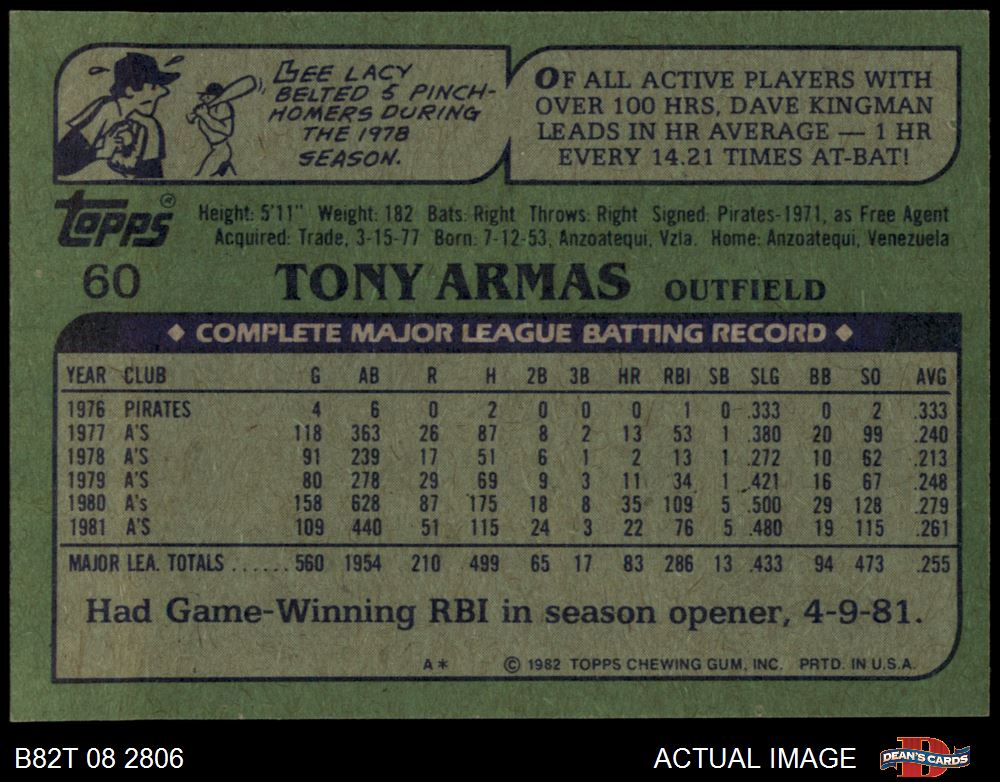 GEE LACY
BELTED 5 PINCH-
HOMERS DURING
THE 1978
SEASON.
OF ALL ACTIVE PLAYERS WITH
OVER 100 HRS, DAVE KINGMAN
LEADS IN HR AVERAGE — 1 HR
EVERY 14.21 TIMES AT-BAT!
Topps®
Height: 5'11" Weight: 182 Bats: Right Throws: Right Signed: Pirates-1971, as Free Agent
Acquired: Trade, 3-15-77 Born: 7-12-53, Anzoatequi, Vzla. Home: Anzoatequi, Venezuela
60 TONY ARMAS OUTFIELD
◆ COMPLETE MAJOR LEAGUE BATTING RECORD ◆
YEAR CLUB G AB R H 2B 3B HR RBI SB SLG BB SO AVG
1976 PIRATES 4 6 0 2 0 0 0 1 0 .333 0 2 .333
1977 A'S 118 363 26 87 8 2 13 53 1 .380 20 99 .240
1978 A'S 91 239 17 51 6 1 2 13 1 .272 10 62 .213
1979 A'S 80 278 29 69 9 3 11 34 1 .421 16 67 .248
1980 A's 158 628 87 175 18 8 35 109 5 .500 29 128 .279
1981 A'S 109 440 51 115 24 3 22 76 5 .480 19 115 .261
MAJOR LEA. TOTALS ...... 560 1954 210 499 65 17 83 286 13 .433 94 473 .255
Had Game-Winning RBI in season opener, 4-9-81.
A* © 1982 TOPPS CHEWING GUM, INC. PRTD. IN U.S.A.
B82T 08 2806 ACTUAL IMAGE DEAN'S CARDS